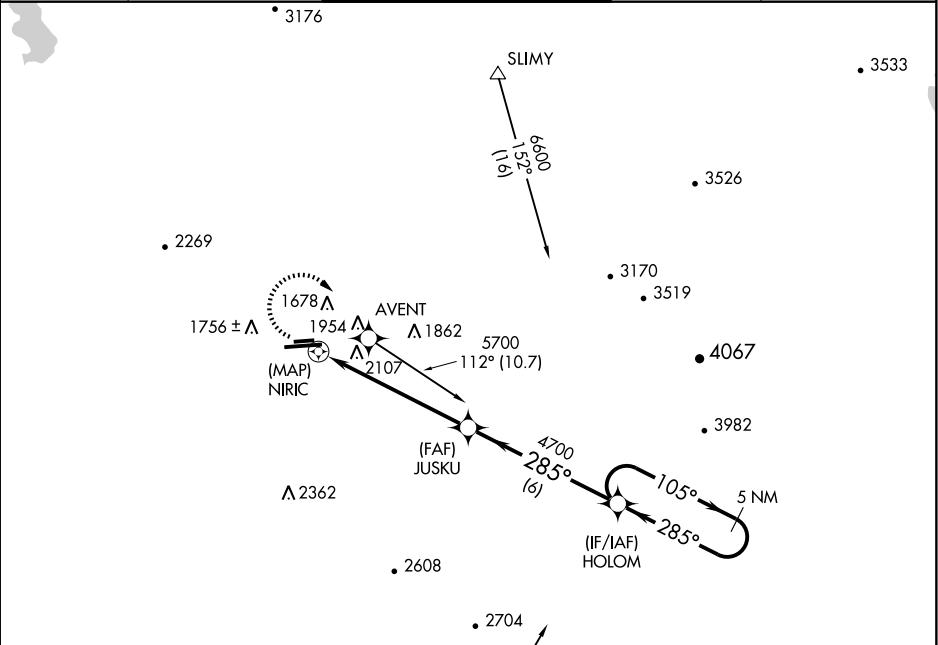 3176
SLIMY
3533
6600
152°
(16)
3526
2269
3170
3519
1678
AVENT
1756 ±
1954
1862
5700
112° (10.7)
4067
(MAP)
NIRIC
2107
3982
(FAF)
JUSKU
4700
285°
(6)
105°
5 NM
2362
285°
(IF/IAF)
HOLOM
2608
2704